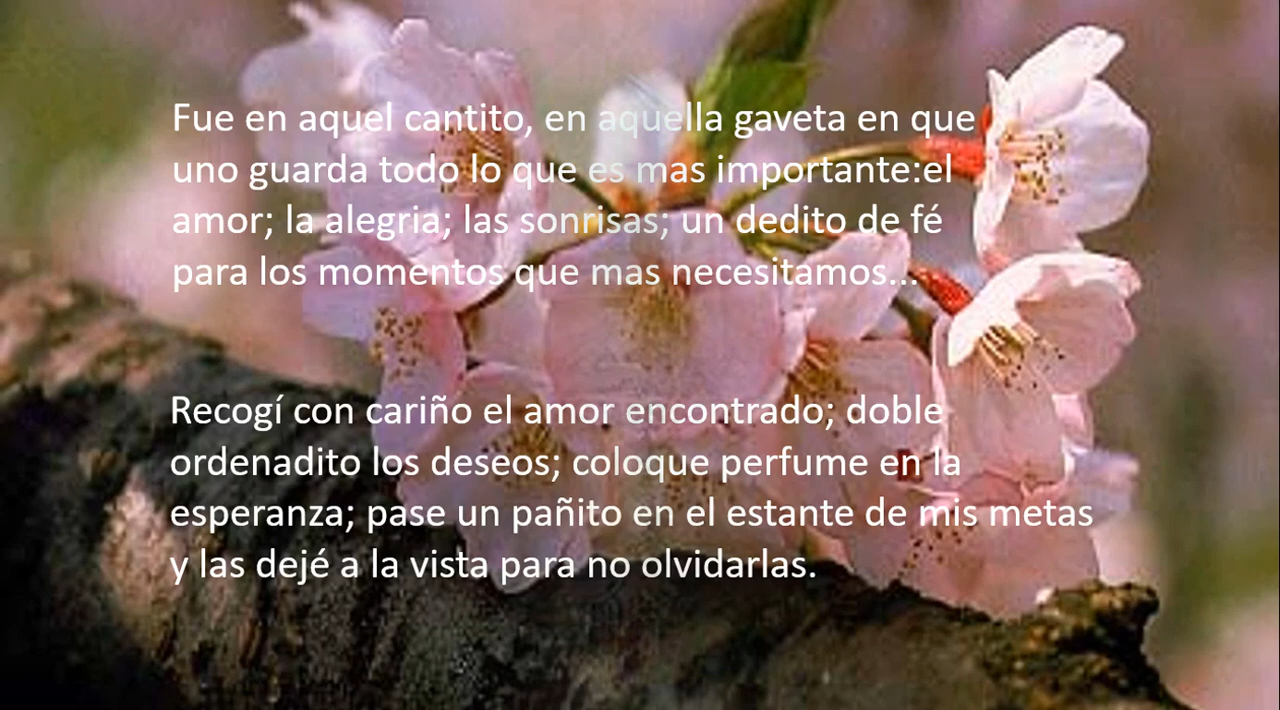 Fue en aquel cantito, en aquella gaveta en que
uno guarda todo lo que es mas importante:el
amor; la alegria; las sonrisas; un dedito de fé
para los momentos que mas necesitamos...
Recogí con cariño el amor encontrado; doble
ordenadito los deseos; coloque perfume en la
esperanza; pase un pañito en el estante de mis metas
y las dejé a la vista para no olvidarlas.